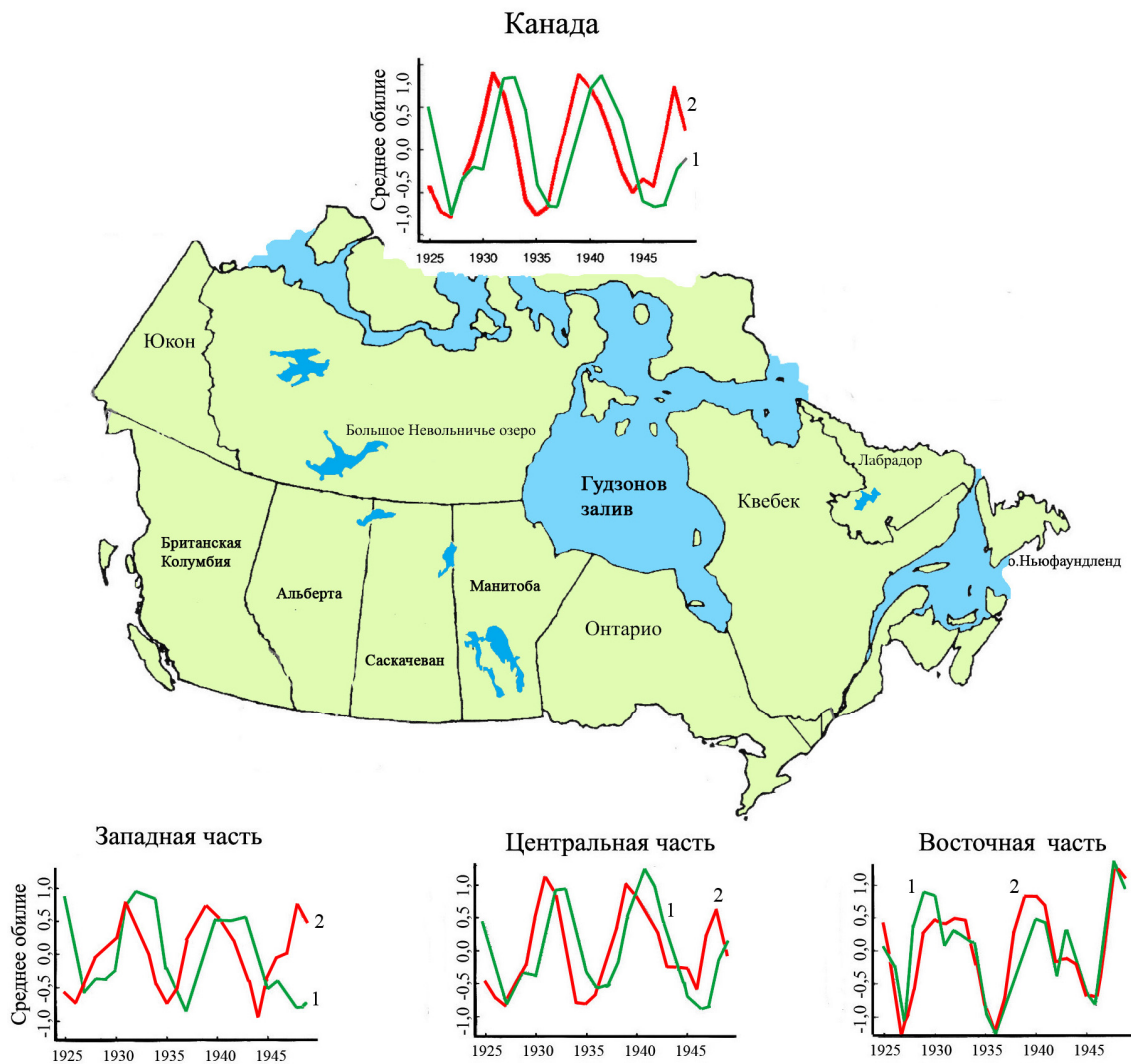 Канада
Среднее обилие
1,0
0,5
0,0
-0,5
-1,0
2
1
1925 1930 1935 1940 1945
Юкон
Большое Невольничье озеро
Гудзонов
залив
Квебек
Лабрадор
о.Ньюфаундленд
Британская
Колумбия
Альберта
Саскачеван
Манитоба
Онтарио
Западная часть
Среднее обилие
1,0
0,5
0,0
-0,5
-1,0
2
1
1925 1930 1935 1940 1945
Центральная часть
1,0
0,5
0,0
-0,5
-1,0
1
2
1925 1930 1935 1940 1945
Восточная часть
1,0
0,5
0,0
-0,5
-1,0
1
2
1925 1930 1935 1940 1945